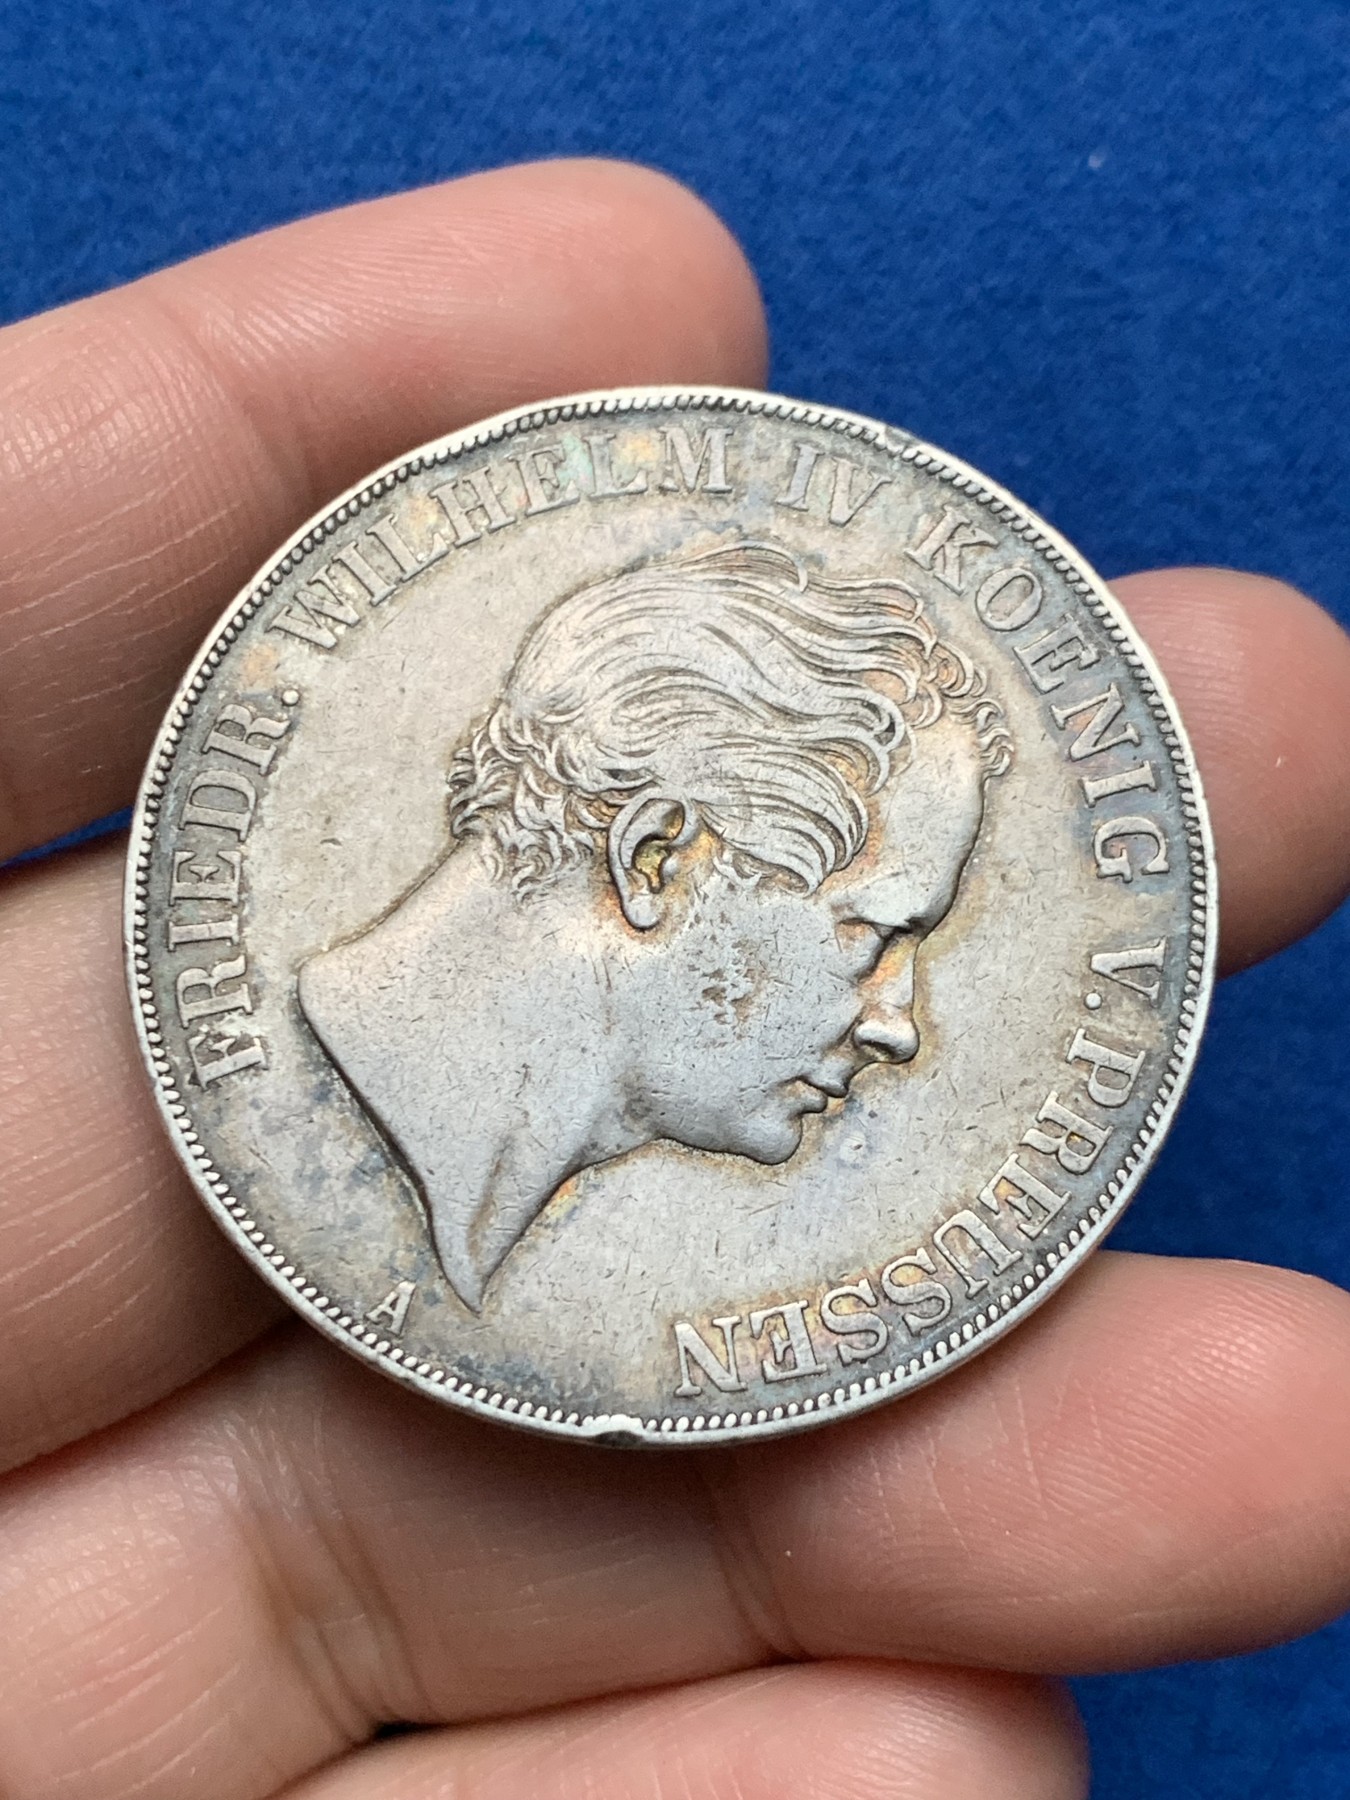 FRIEDR. WILHELM IV KOENIG V. PREUSSEN
A